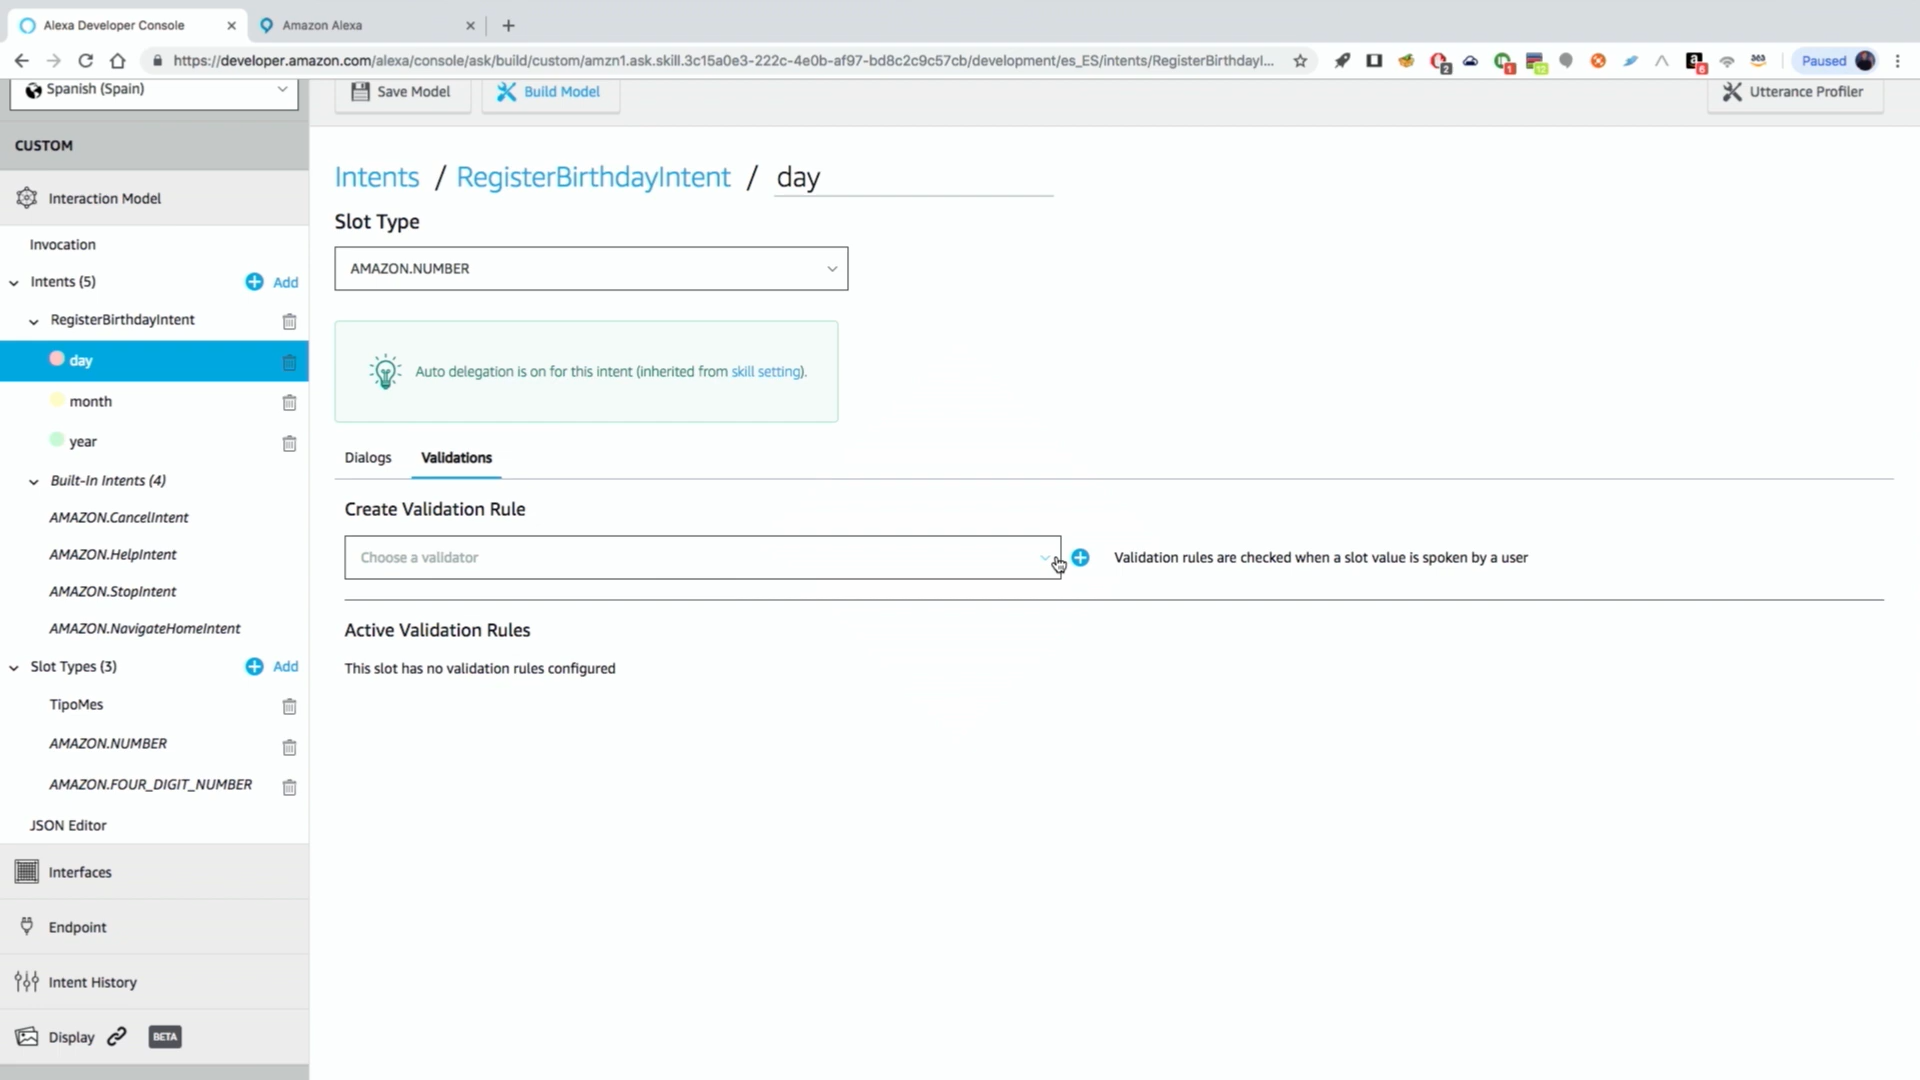 Alexa Developer Console
Amazon Alexa
https://developer.amazon.com/alexa/console/ask/build/custom/amzn1.ask.skill.3c15a0e3-222c-4e0b-af97-bd8c2c9c57cb/development/es_ES/intents/RegisterBirthdayI...
Paused
Spanish (Spain)
Save Model
Build Model
Utterance Profiler
CUSTOM
Interaction Model
Invocation
Intents (5)
Add
RegisterBirthdayIntent
day
month
year
Built-In Intents (4)
AMAZON.CancelIntent
AMAZON.HelpIntent
AMAZON.StopIntent
AMAZON.NavigateHomeIntent
Slot Types (3)
Add
TipoMes
AMAZON.NUMBER
AMAZON.FOUR_DIGIT_NUMBER
JSON Editor
Interfaces
Endpoint
Intent History
Display
BETA
Intents / RegisterBirthdayIntent / day
Slot Type
AMAZON.NUMBER
Auto delegation is on for this intent (inherited from skill setting).
Dialogs
Validations
Create Validation Rule
Choose a validator
Validation rules are checked when a slot value is spoken by a user
Active Validation Rules
This slot has no validation rules configured